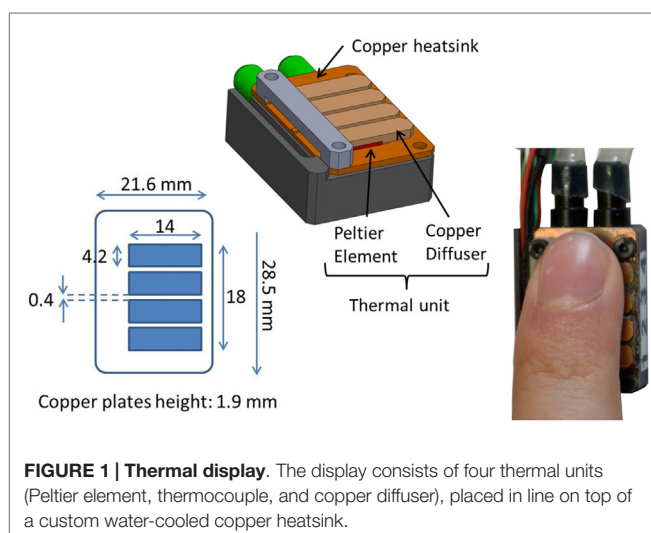 Copper heatsink
21.6 mm
14
4.2
0.4
18
28.5 mm
Peltier
Element
Copper
Diffuser
Thermal unit
Copper plates height: 1.9 mm
FIGURE 1 | Thermal display. The display consists of four thermal units
(Peltier element, thermocouple, and copper diffuser), placed in line on top of
a custom water-cooled copper heatsink.